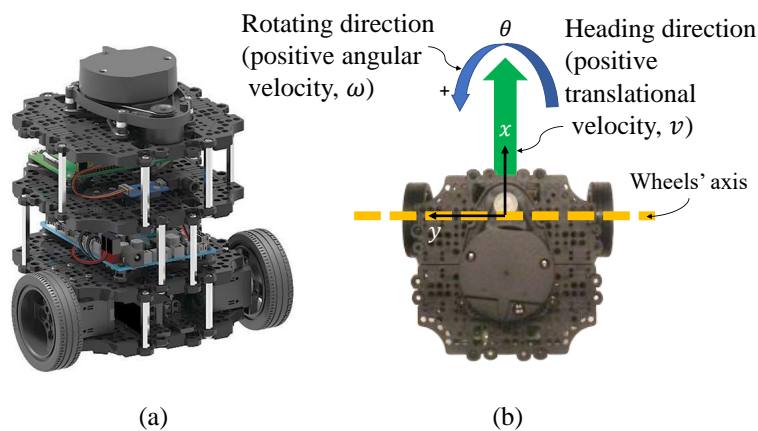 Rotating direction
(positive angular
velocity, ω)
θ
Heading direction
(positive
translational
velocity, v)
+
x
Wheels' axis
y
(a)
(b)